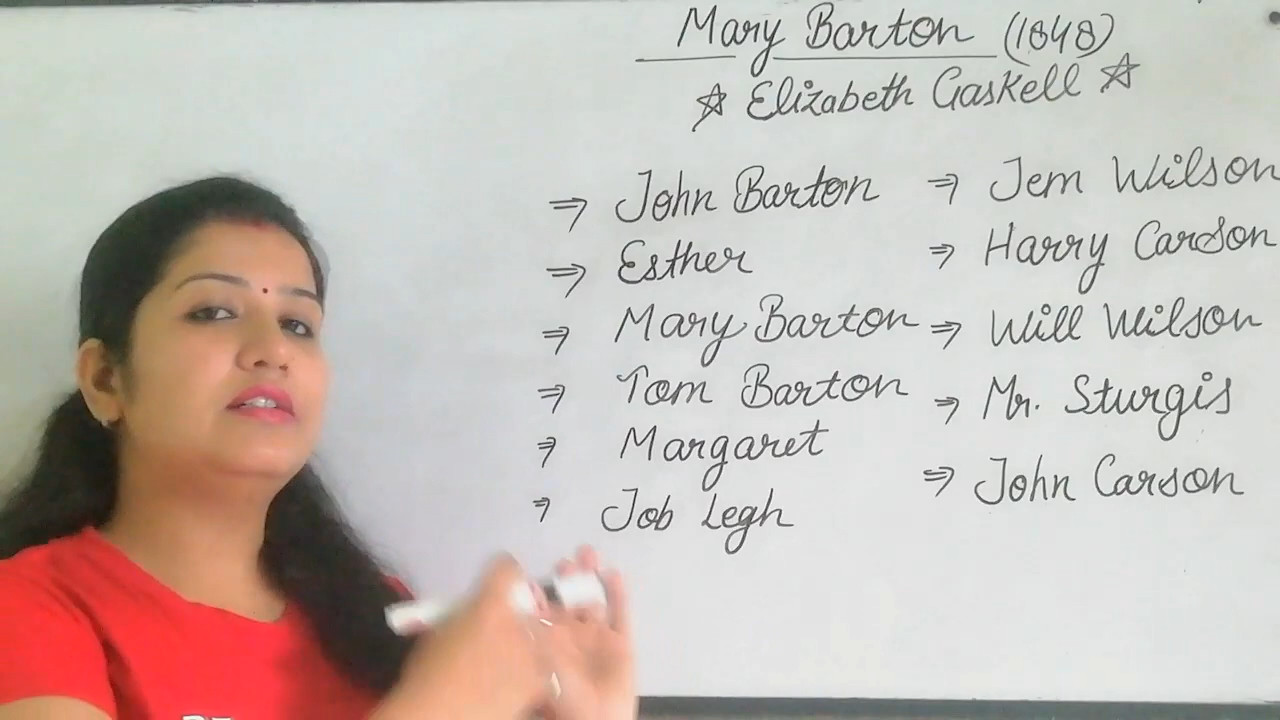 Mary Barton (1848)
☆ Elizabeth Gaskell ☆
⇒ John Barton
⇒ Esther
⇒ Mary Barton
⇒ Tom Barton
⇒ Margaret
⇒ Job Legh
⇒ Jem Wilson
⇒ Harry Carson
⇒ Will Wilson
⇒ Mr. Sturgis
⇒ John Carson